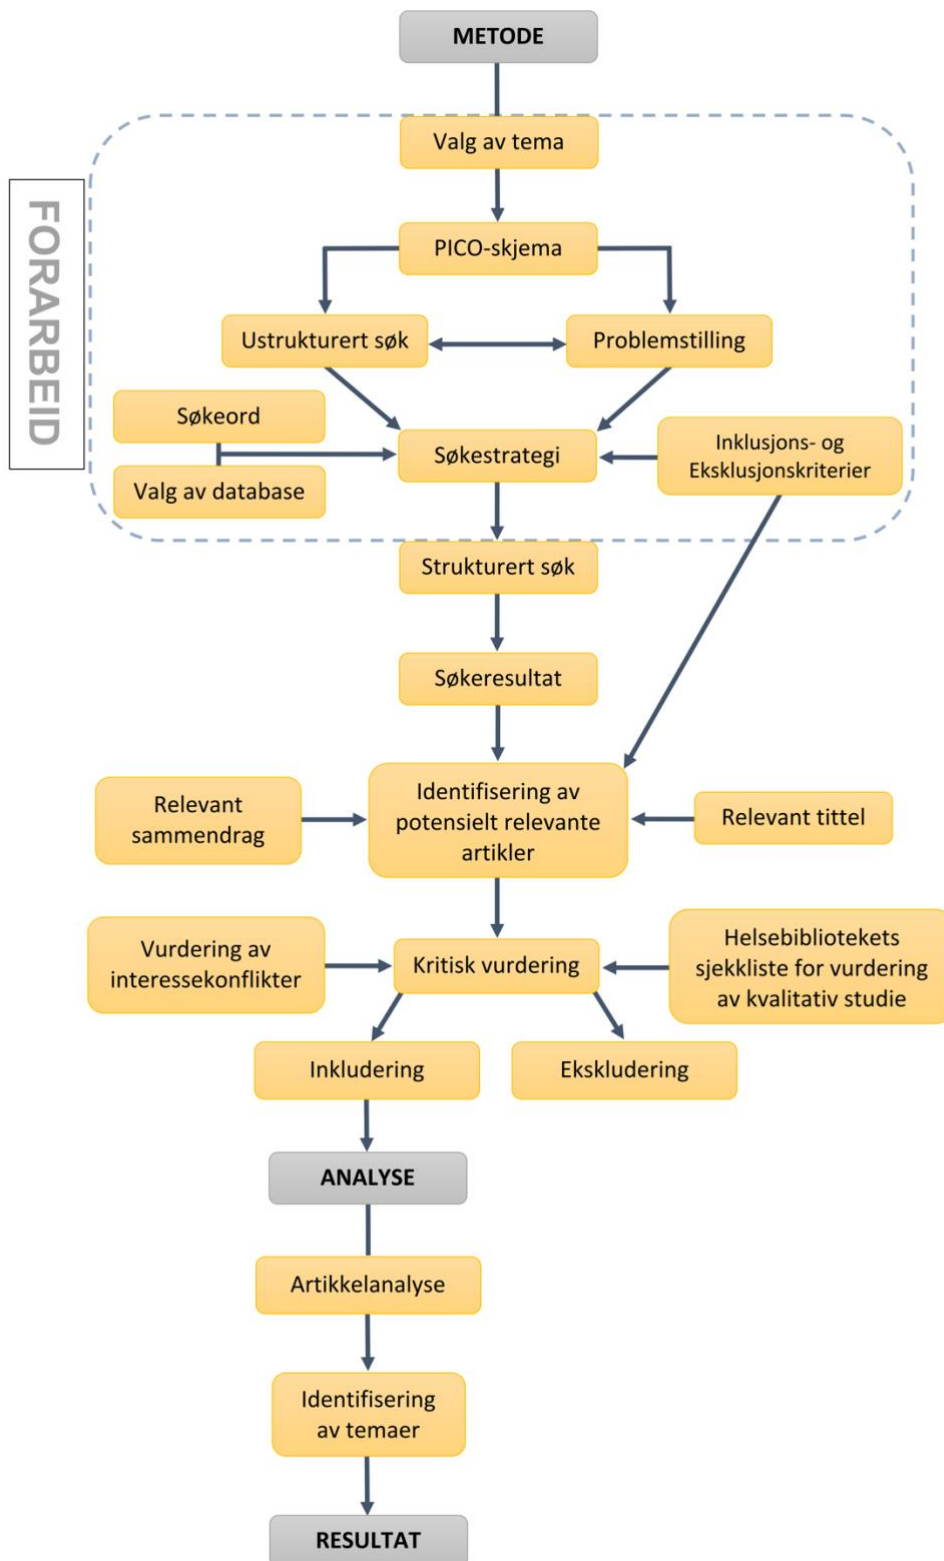 METODE
FORARBEID
Valg av tema
PICO-skjema
Ustrukturert søk
Problemstilling
Søkeord
Valg av database
Søkestrategi
Inklusjons- og
Eksklusjonskriterier
Strukturert søk
Søkeresultat
Relevant
sammendrag
Identifisering av
potensielt relevante
artikler
Relevant tittel
Vurdering av
interessekonflikter
Kritisk vurdering
Helsebibliotekets
sjekkliste for vurdering
av kvalitativ studie
Inkludering
Ekskludering
ANALYSE
Artikkelanalyse
Identifisering
av temaer
RESULTAT